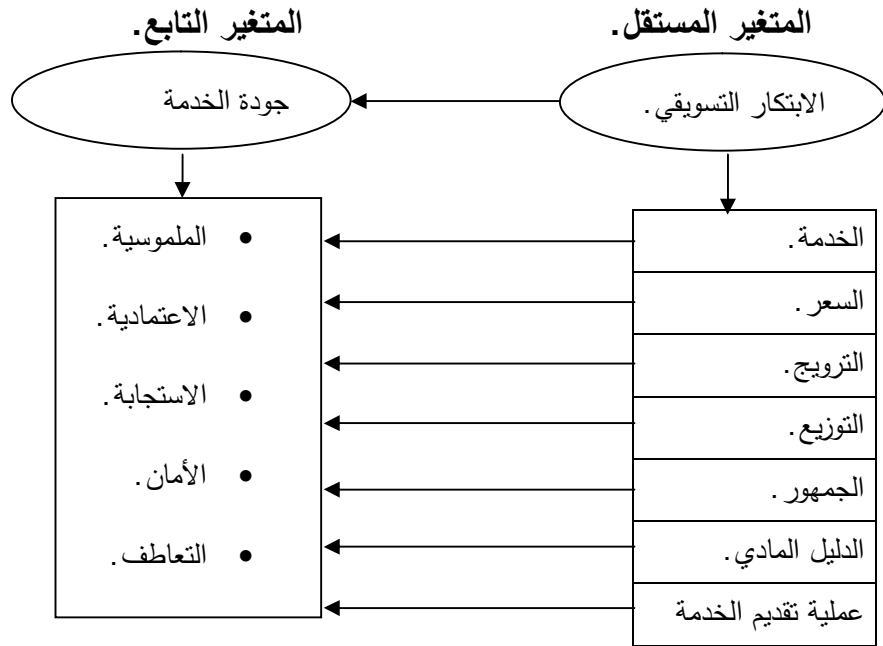 المتغير المستقل.
المتغير التابع.
الابتكار التسويقي.
جودة الخدمة
الخدمة.
السعر.
الترويج.
التوزيع.
الجمهور.
الدليل المادي.
عملية تقديم الخدمة
• الملموسية.
• الاعتمادية.
• الاستجابة.
• الأمان.
• التعاطف.